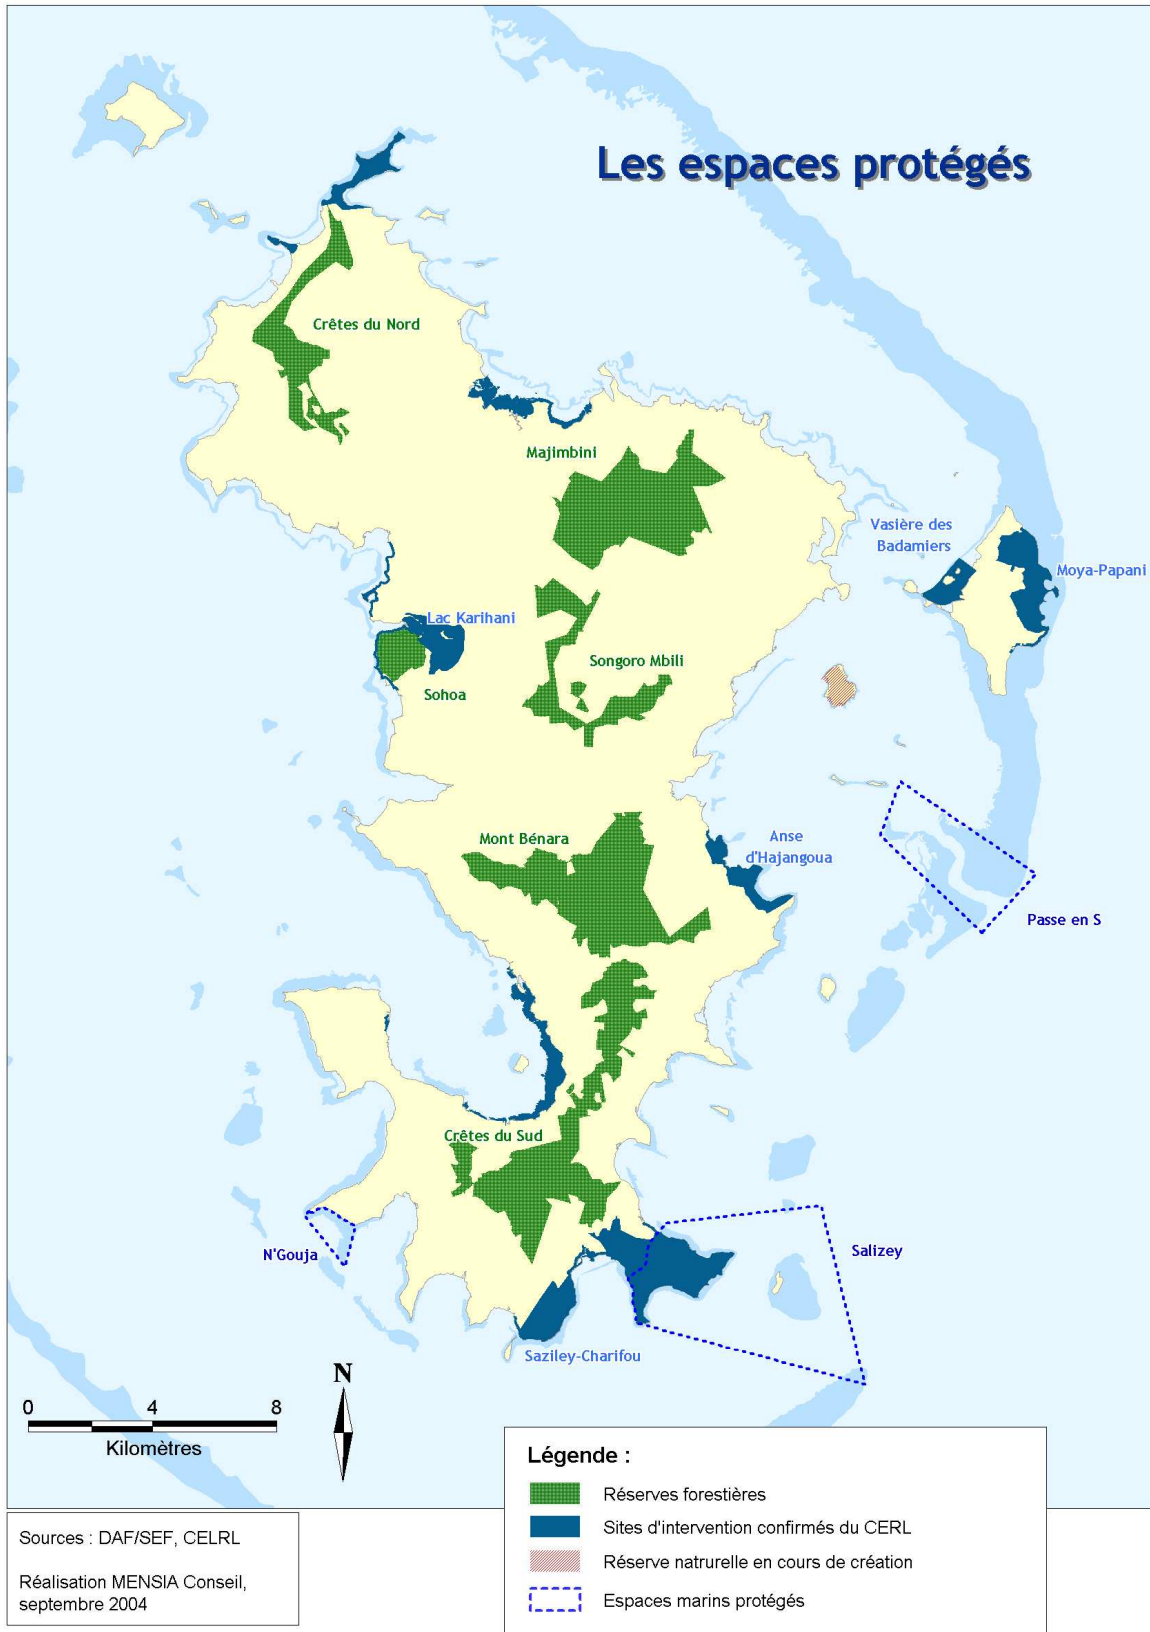 Les espaces protégés
Crêtes du Nord
Majimbini
Vasière des
Badamiers
Moya-Papani
Lac Karihani
Songoro Mbili
Sohoa
Mont Bénara
Anse
d'Hajangoua
Passe en S
Crêtes du Sud
N'Gouja
Salizey
Saziley-Charifou
N
0 4 8
Kilomètres
Légende :
Réserves forestières
Sites d'intervention confirmés du CERL
Réserve natrurelle en cours de création
Espaces marins protégés
Sources : DAF/SEF, CELRL
Réalisation MENSIA Conseil,
septembre 2004